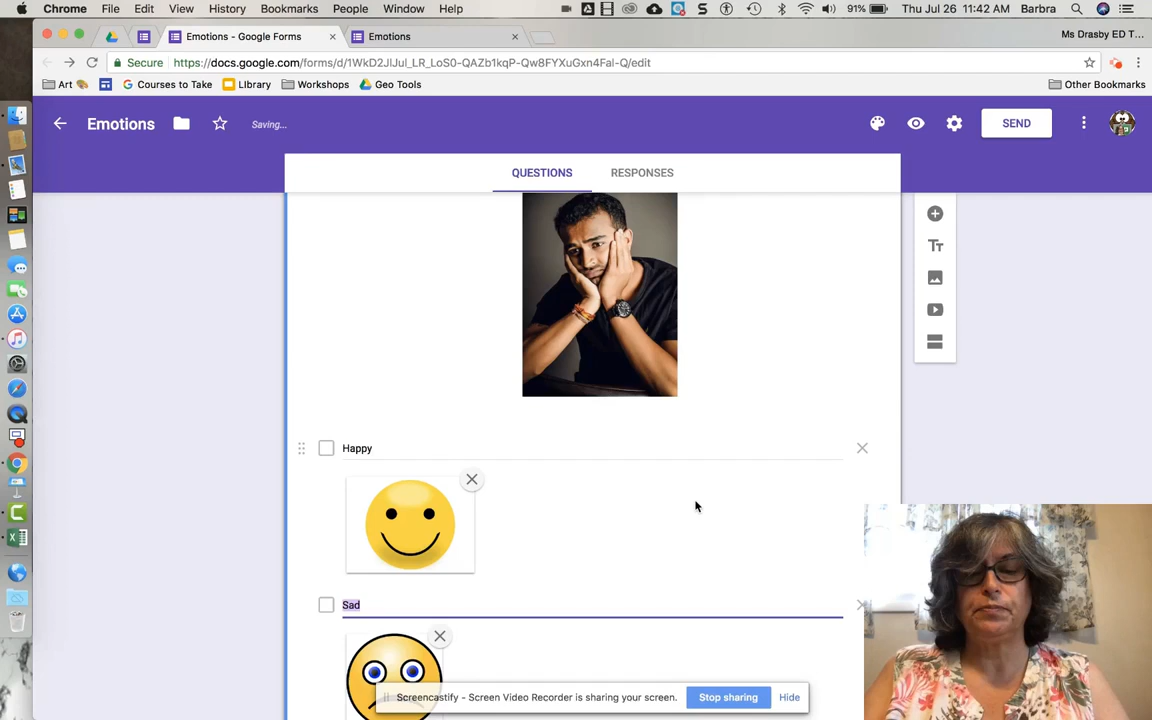 Chrome File Edit View History Bookmarks People Window Help 91% Thu Jul 26 11:42 AM Barbra
Emotions - Google Forms Emotions Ms Drasby ED T...
Secure https://docs.google.com/forms/d/1WkD2JlJul_LR_LoS0-QAZb1kqP-Qw8FYXuGxn4Fal-Q/edit
Art Courses to Take Library Workshops Geo Tools Other Bookmarks
Emotions Saving... SEND
QUESTIONS RESPONSES
Tт
Happy
Sad
Screencastify - Screen Video Recorder is sharing your screen. Stop sharing Hide